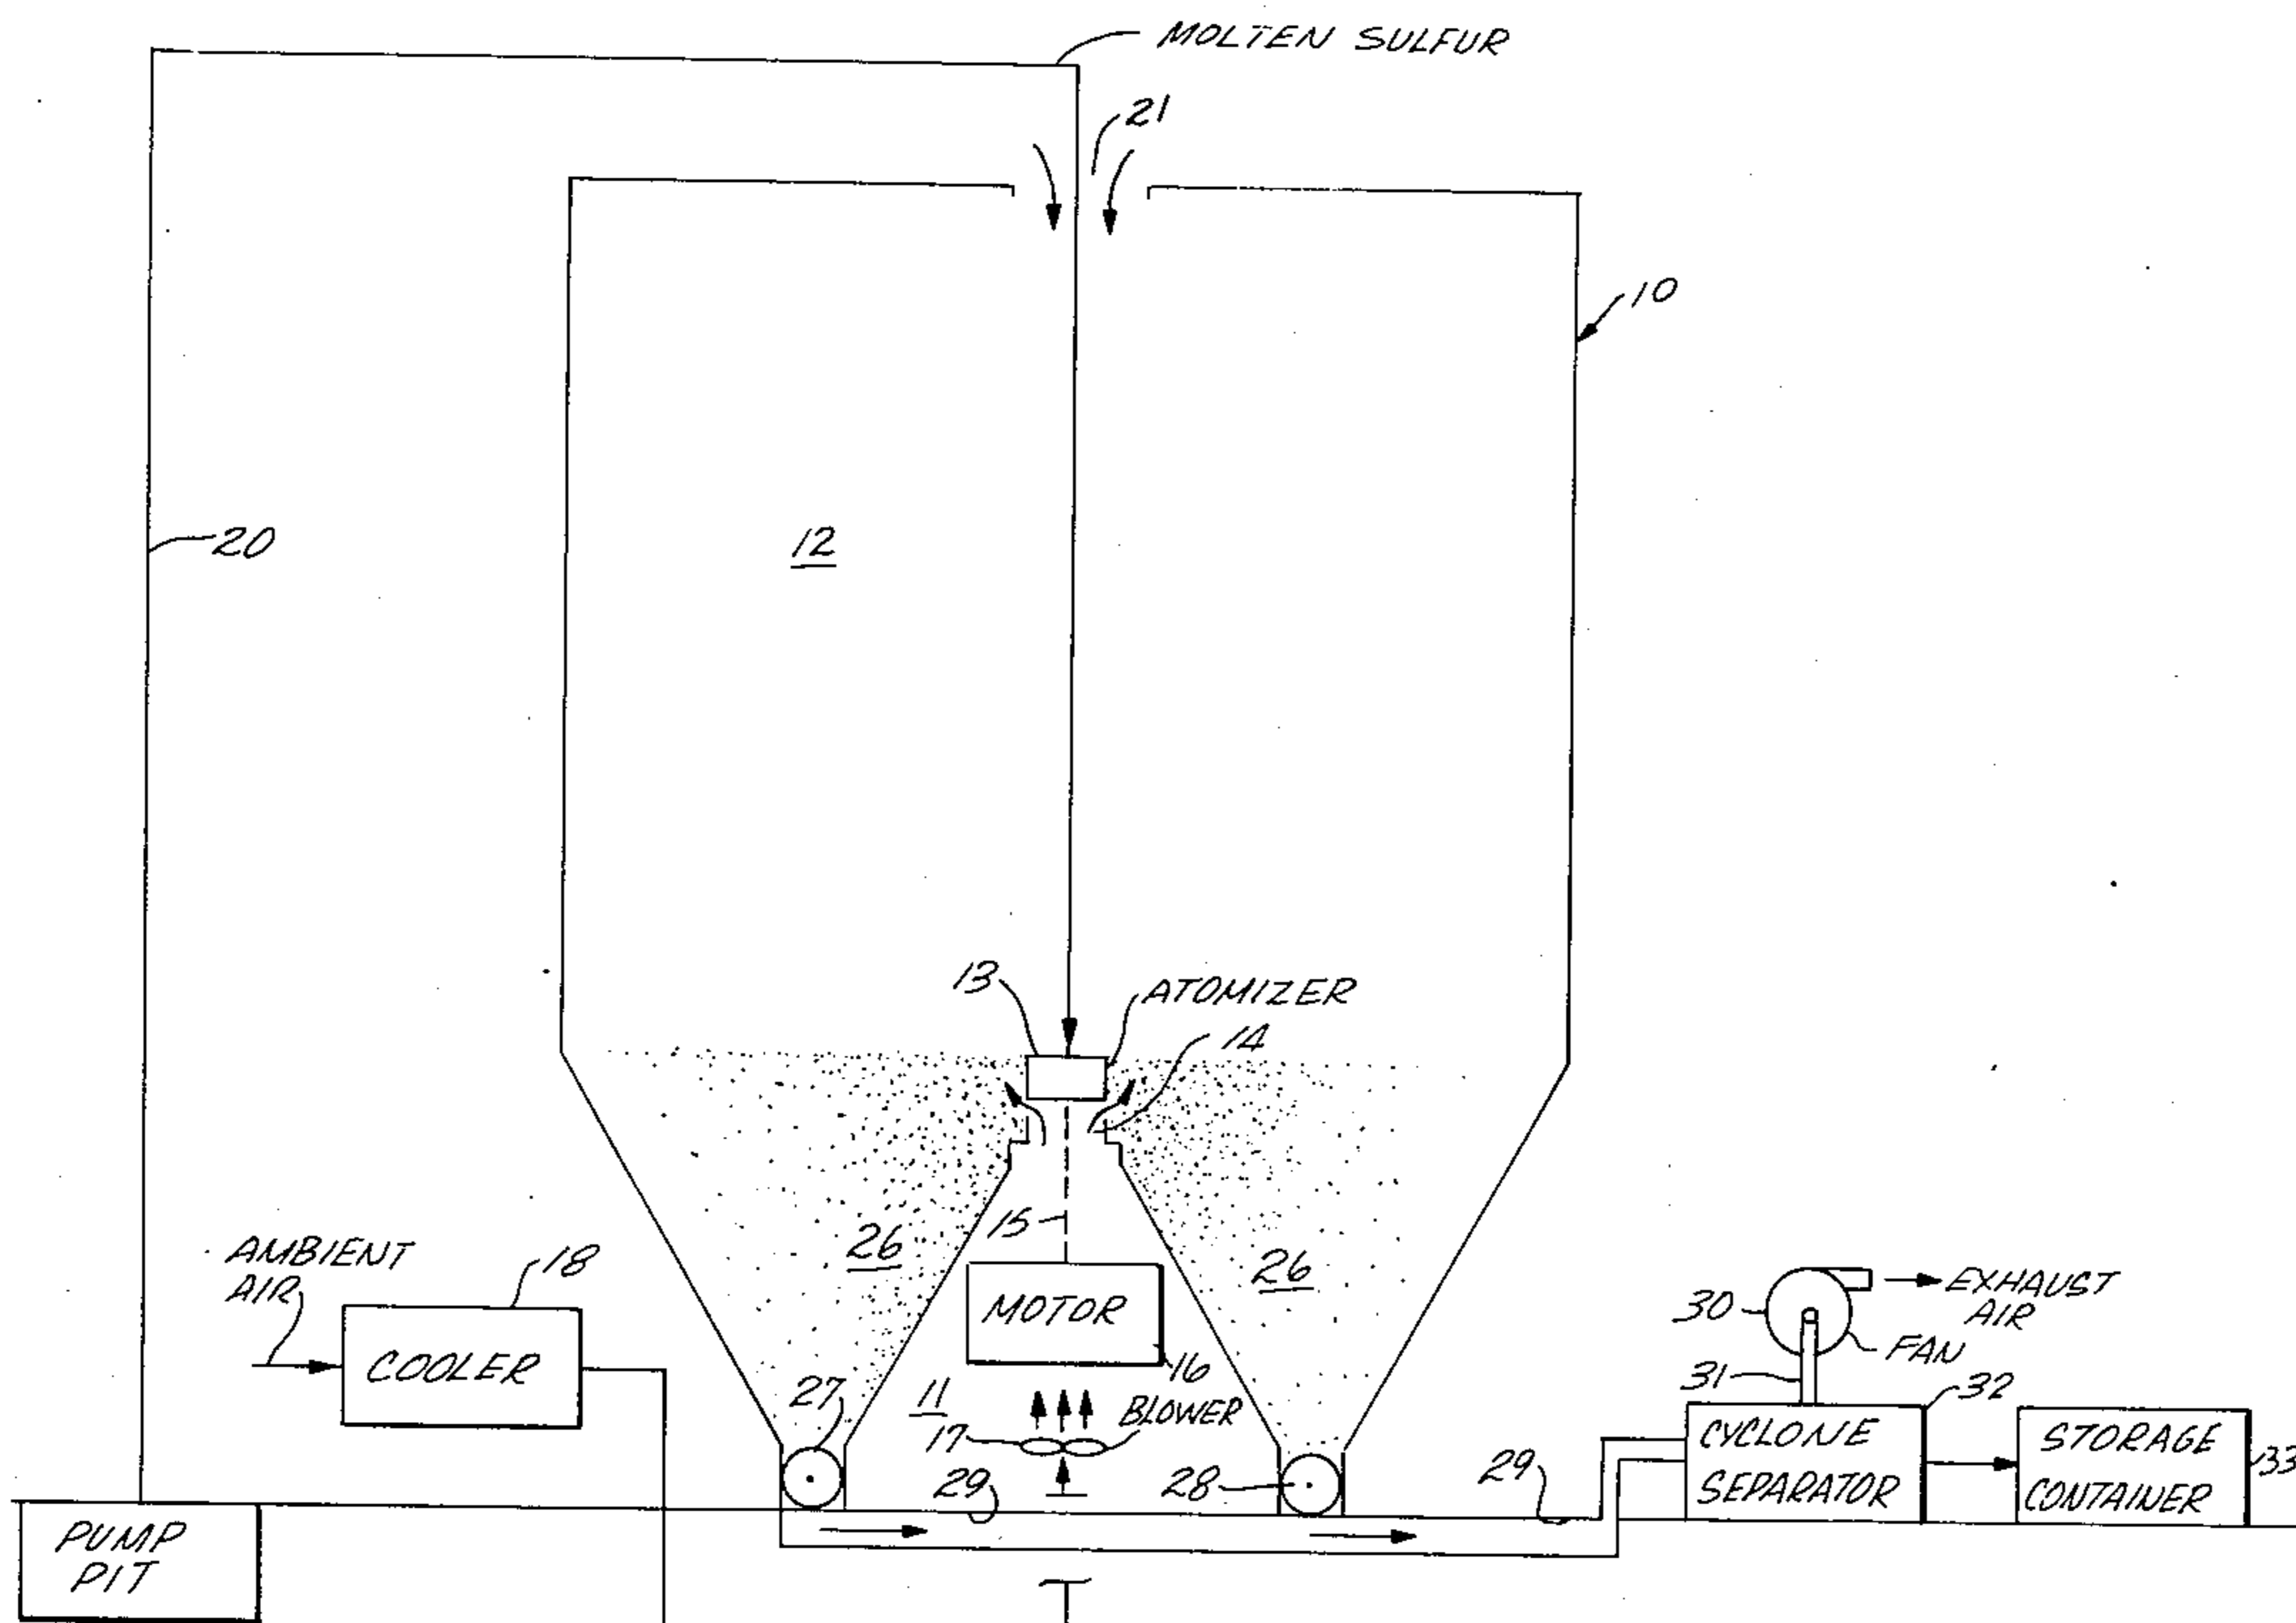 MOLTEN SULFUR
21
10
20
12
13
ATOMIZER
14
15
26
26
AMBIENT
AIR
18
COOLER
MOTOR
16
11
BLOWER
17
27
28
29
29
30
EXHAUST
AIR
FAN
31
32
CYCLONE
SEPARATOR
STORAGE
CONTAINER
33
PUMP
PIT